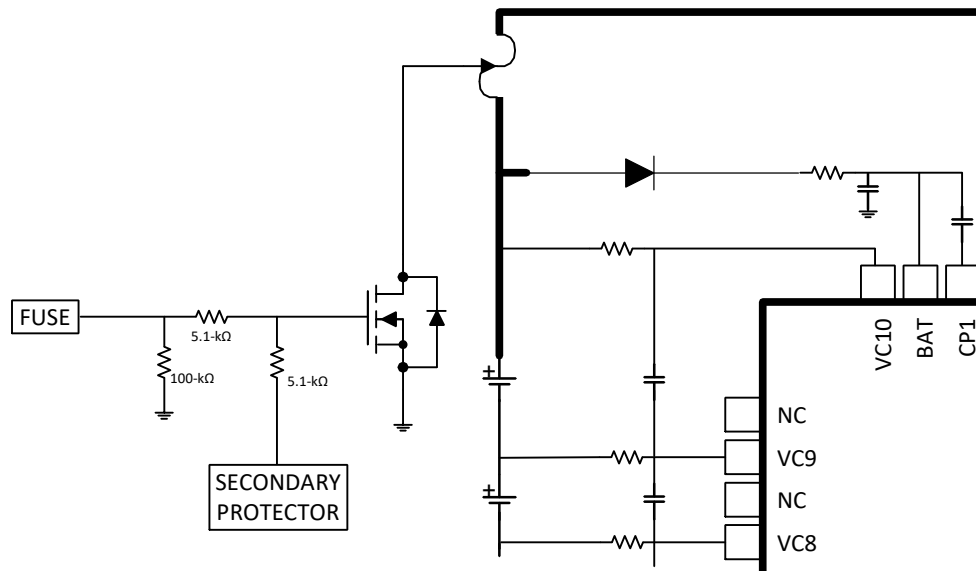 VC10
BAT
CP1
FUSE
5.1-kΩ
100-kΩ
5.1-kΩ
+
NC
VC9
SECONDARY
PROTECTOR
+
NC
VC8